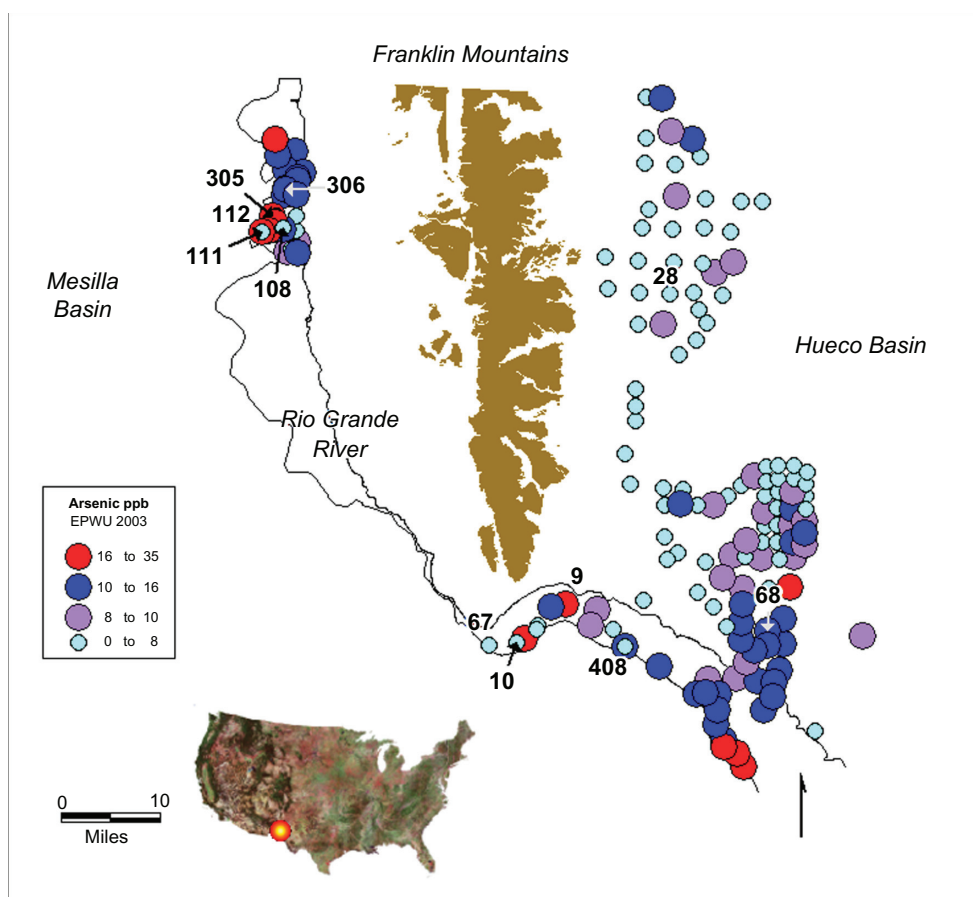 Franklin Mountains
305
306
112
111
108
Mesilla
Basin
28
Hueco Basin
Rio Grande
River
Arsenic ppb
EPWU 2003
16 to 35
10 to 16
8 to 10
0 to 8
9
67
68
10
408
0
10
Miles